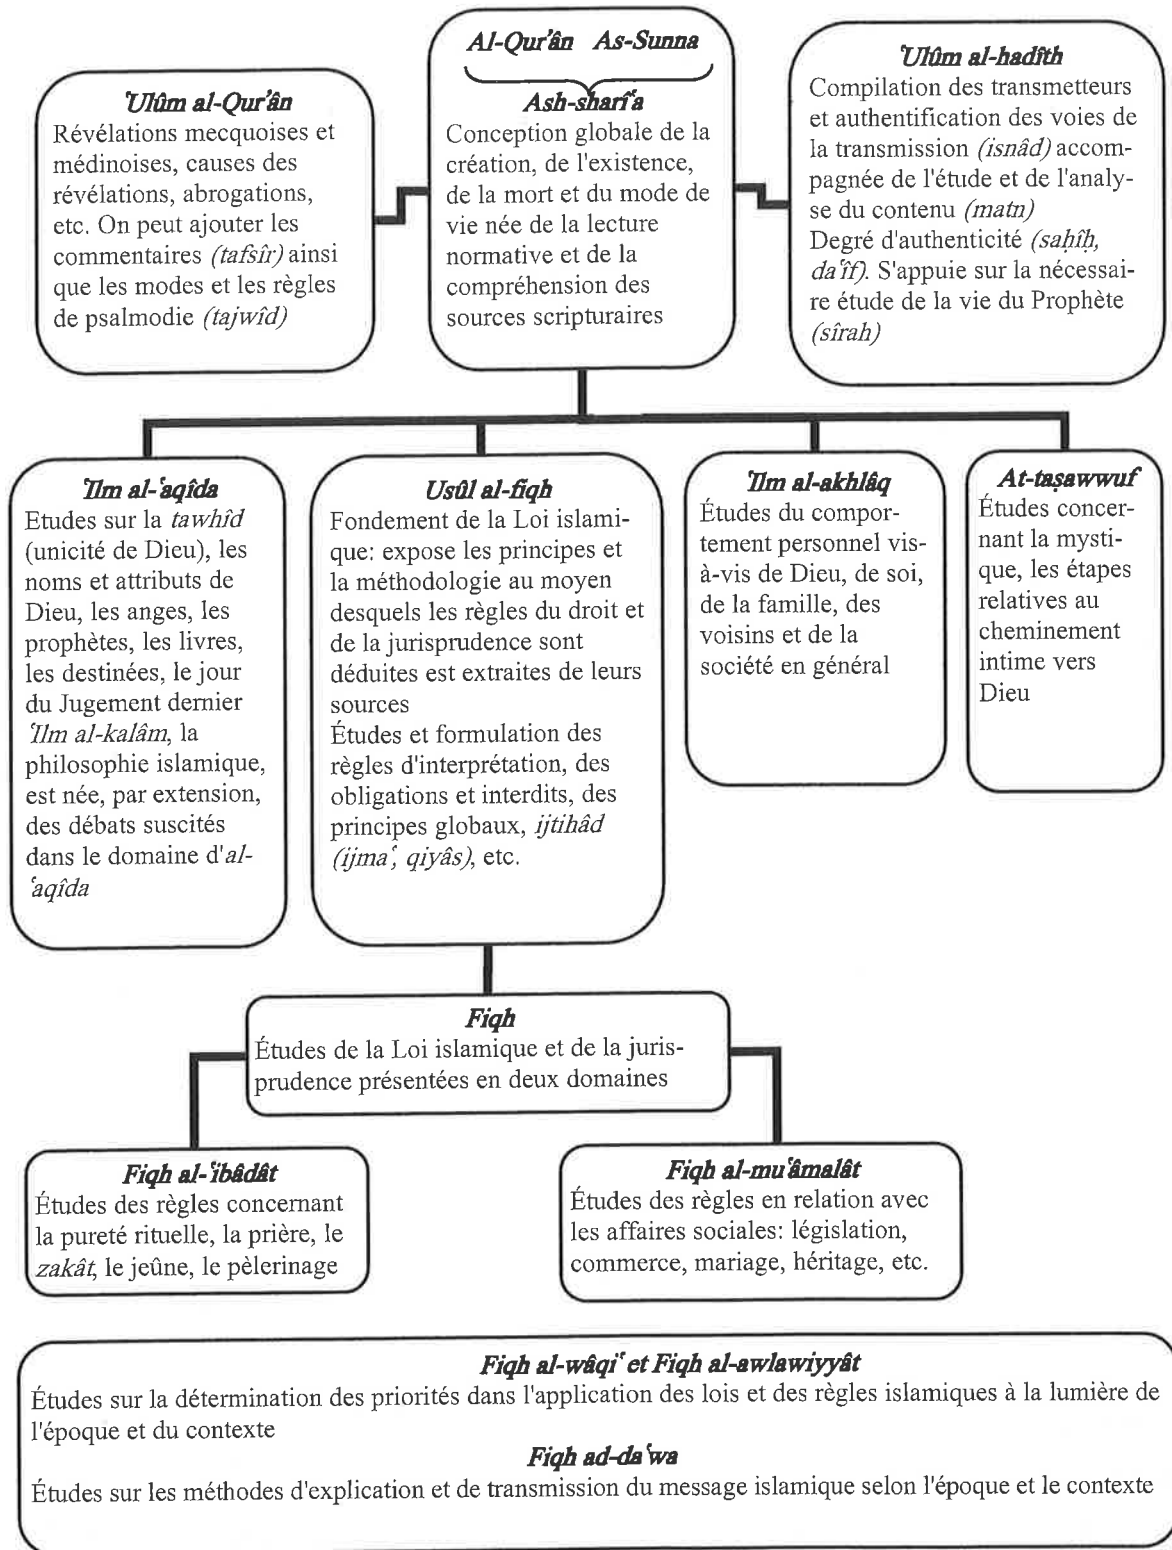 Al-Qur'ân As-Sunna
Ash-sharî‘a
Conception globale de la
création, de l'existence,
de la mort et du mode de
vie née de la lecture
normative et de la
compréhension des
sources scripturaires
‘Ulûm al-Qur'ân
Révélations mecquoises et
médinoises, causes des
révélations, abrogations,
etc. On peut ajouter les
commentaires (tafsîr) ainsi
que les modes et les règles
de psalmodie (tajwîd)
‘Ulûm al-hadîth
Compilation des transmetteurs
et authentification des voies de
la transmission (isnâd) accom-
pagnée de l'étude et de l'analy-
se du contenu (matn)
Degré d'authenticité (saḥîḥ,
da‘îf). S'appuie sur la nécessai-
re étude de la vie du Prophète
(sîrah)
‘Ilm al-‘aqîda
Etudes sur la tawhîd
(unicité de Dieu), les
noms et attributs de
Dieu, les anges, les
prophètes, les livres,
les destinées, le jour
du Jugement dernier
‘Ilm al-kalâm, la
philosophie islamique,
est née, par extension,
des débats suscités
dans le domaine d'al-
‘aqîda
Usûl al-fiqh
Fondement de la Loi islami-
que: expose les principes et
la méthodologie au moyen
desquels les règles du droit et
de la jurisprudence sont
déduites est extraites de leurs
sources
Études et formulation des
règles d'interprétation, des
obligations et interdits, des
principes globaux, ijtihâd
(ijma‘, qiyâs), etc.
‘Ilm al-akhlâq
Études du compor-
tement personnel vis-
à-vis de Dieu, de soi,
de la famille, des
voisins et de la
société en général
At-taṣawwuf
Études concer-
nant la mysti-
que, les étapes
relatives au
cheminement
intime vers
Dieu
Fiqh
Études de la Loi islamique et de la juris-
prudence présentées en deux domaines
Fiqh al-‘ibâdât
Études des règles concernant
la pureté rituelle, la prière, le
zakât, le jeûne, le pèlerinage
Fiqh al-mu‘âmalât
Études des règles en relation avec
les affaires sociales: législation,
commerce, mariage, héritage, etc.
Fiqh al-wâqi‘ et Fiqh al-awlawiyyât
Études sur la détermination des priorités dans l'application des lois et des règles islamiques à la lumière de
l'époque et du contexte
Fiqh ad-da‘wa
Études sur les méthodes d'explication et de transmission du message islamique selon l'époque et le contexte